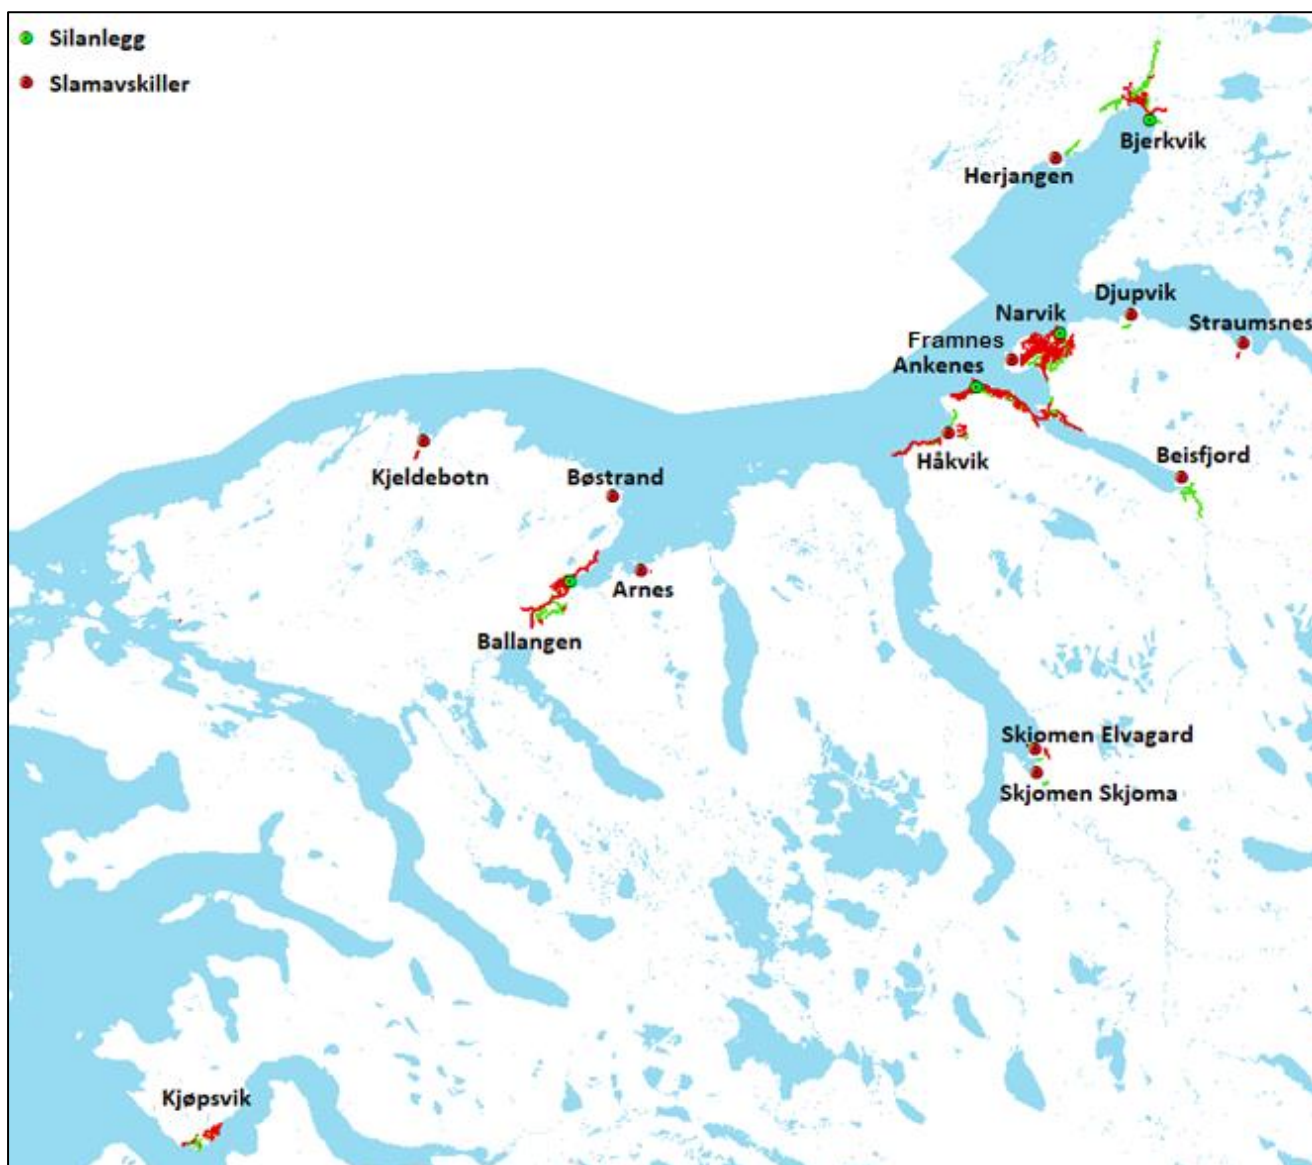 Silanlegg
Slamavskiller
Bjerkvik
Herjangen
Djupvik
Narvik
Straumsnes
Framnes
Ankenes
Håkvik
Beisfjord
Kjeldebotn
Bøstrand
Arnes
Ballangen
Skjomen Elvagard
Skjomen Skjoma
Kjøpsvik